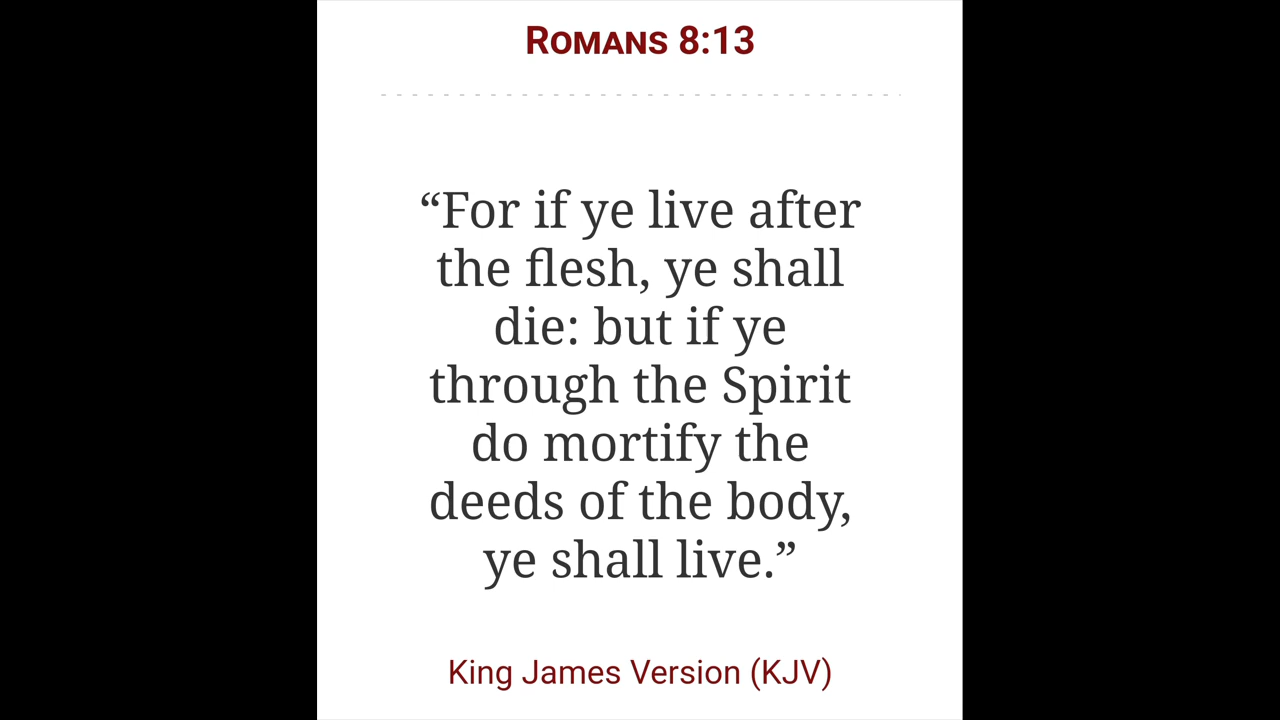 Romans 8:13
“For if ye live after
the flesh, ye shall
die: but if ye
through the Spirit
do mortify the
deeds of the body,
ye shall live.”
King James Version (KJV)